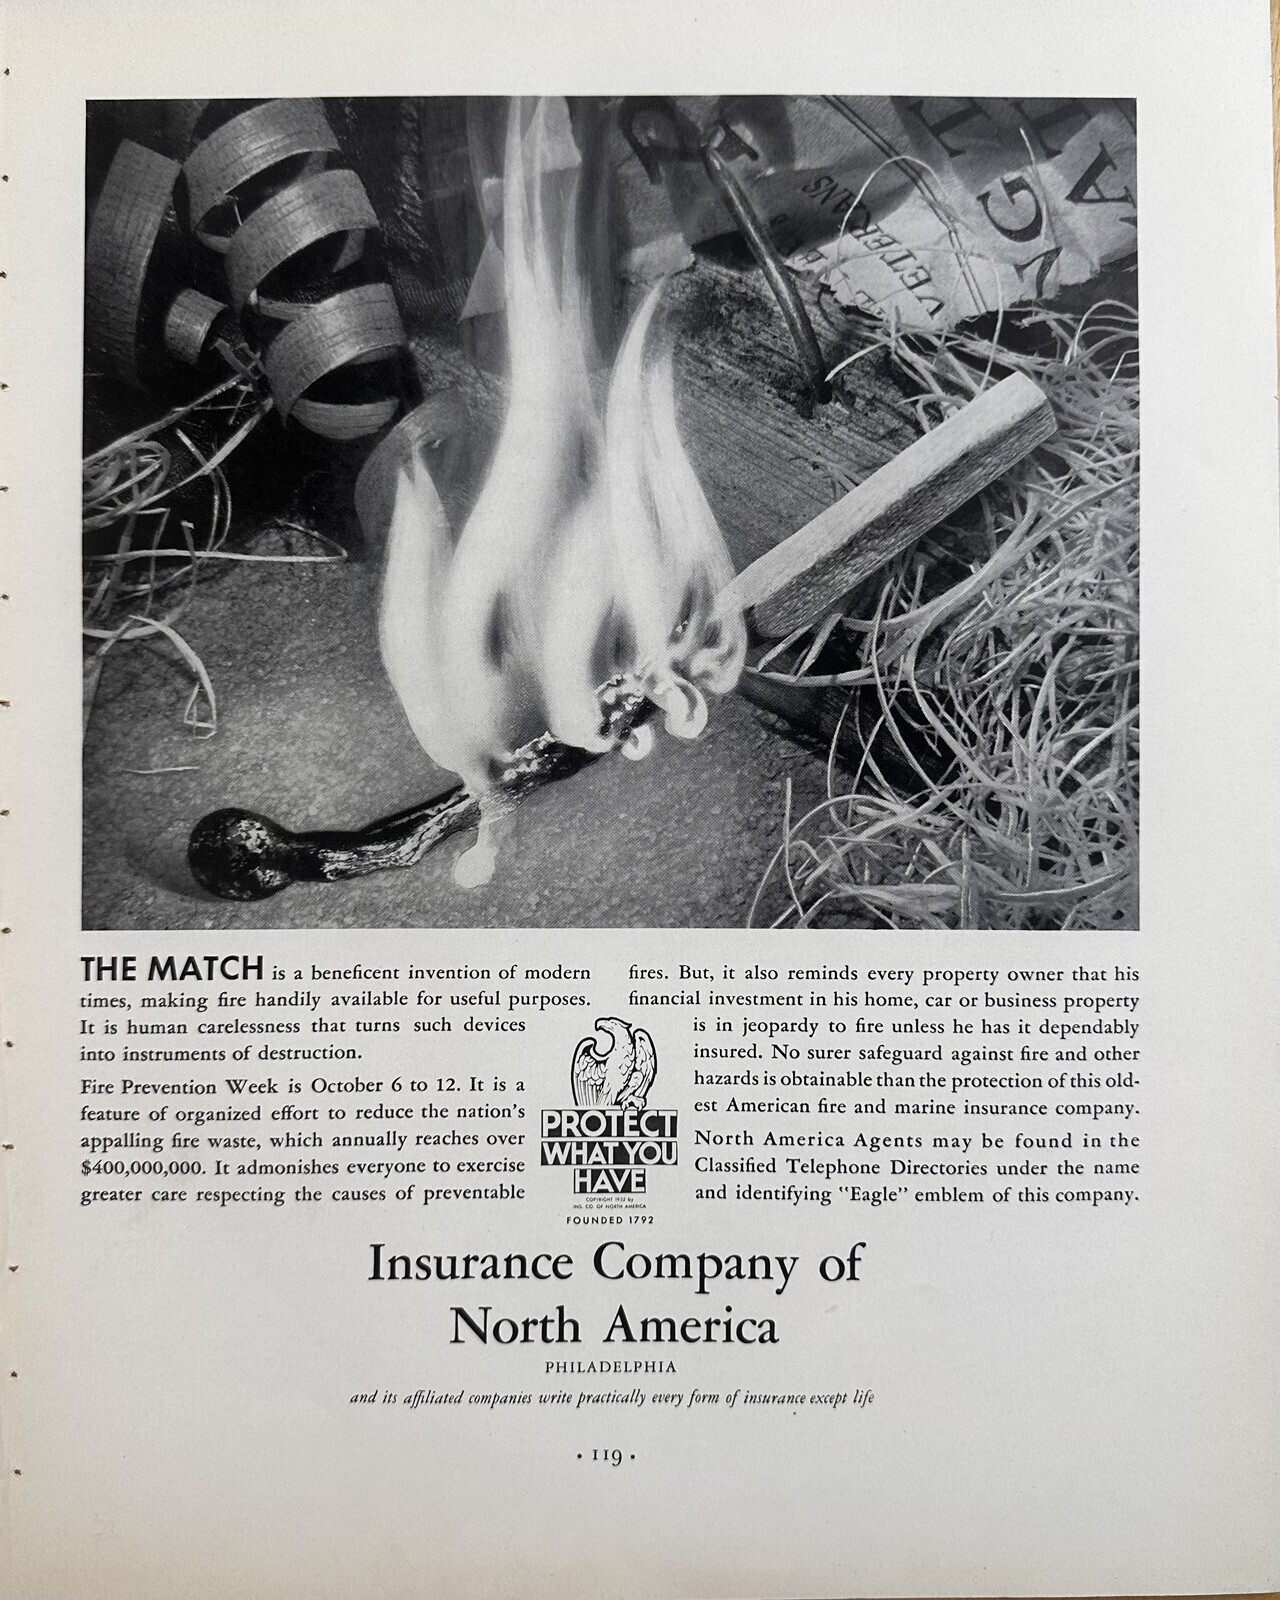 VETERANS
THE MATCH is a beneficent invention of modern
times, making fire handily available for useful purposes.
It is human carelessness that turns such devices
into instruments of destruction.
Fire Prevention Week is October 6 to 12. It is a
feature of organized effort to reduce the nation's
appalling fire waste, which annually reaches over
$400,000,000. It admonishes everyone to exercise
greater care respecting the causes of preventable
fires. But, it also reminds every property owner that his
financial investment in his home, car or business property
is in jeopardy to fire unless he has it dependably
insured. No surer safeguard against fire and other
hazards is obtainable than the protection of this old-
est American fire and marine insurance company.
North America Agents may be found in the
Classified Telephone Directories under the name
and identifying "Eagle" emblem of this company.
PROTECT
WHAT YOU
HAVE
COPYRIGHT 1932 by
INS. CO. OF NORTH AMERICA
FOUNDED 1792
Insurance Company of
North America
PHILADELPHIA
and its affiliated companies write practically every form of insurance except life
• 119 •